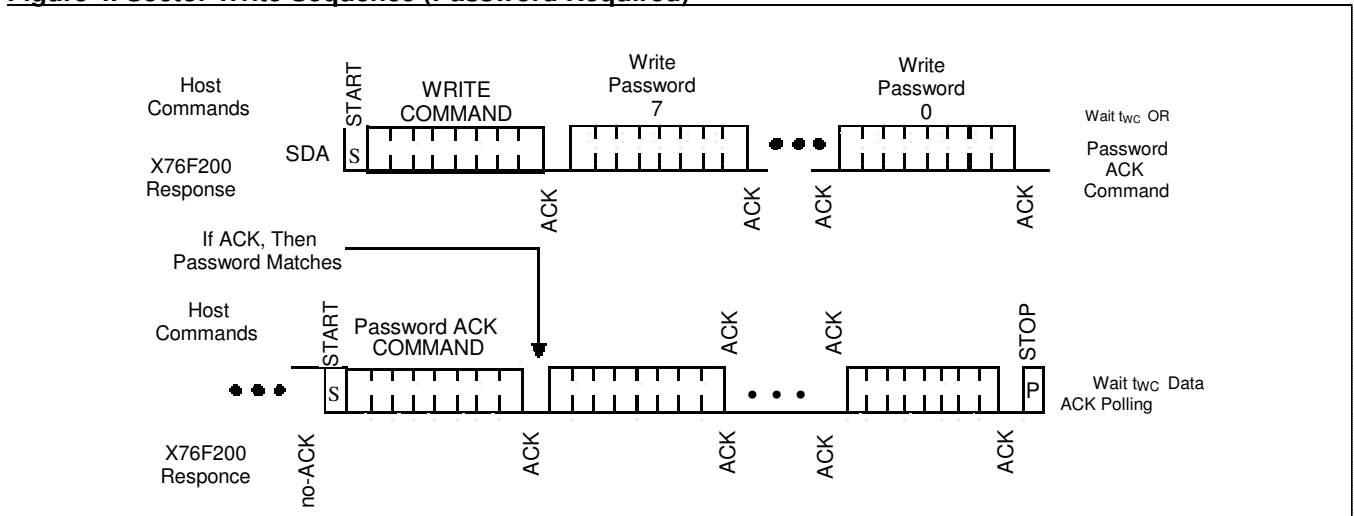 Figure 4. Sector Write Sequence (Password Required)
Host
Commands
START
WRITE
COMMAND
Write
Password
7
Write
Password
0
Wait tWC OR
Password
ACK
Command
SDA
S
X76F200
Response
ACK
ACK
ACK
ACK
If ACK, Then
Password Matches
Host
Commands
START
Password ACK
COMMAND
ACK
ACK
STOP
S
P
Wait tWC Data
ACK Polling
X76F200
Responce
no-ACK
ACK
ACK
ACK
ACK